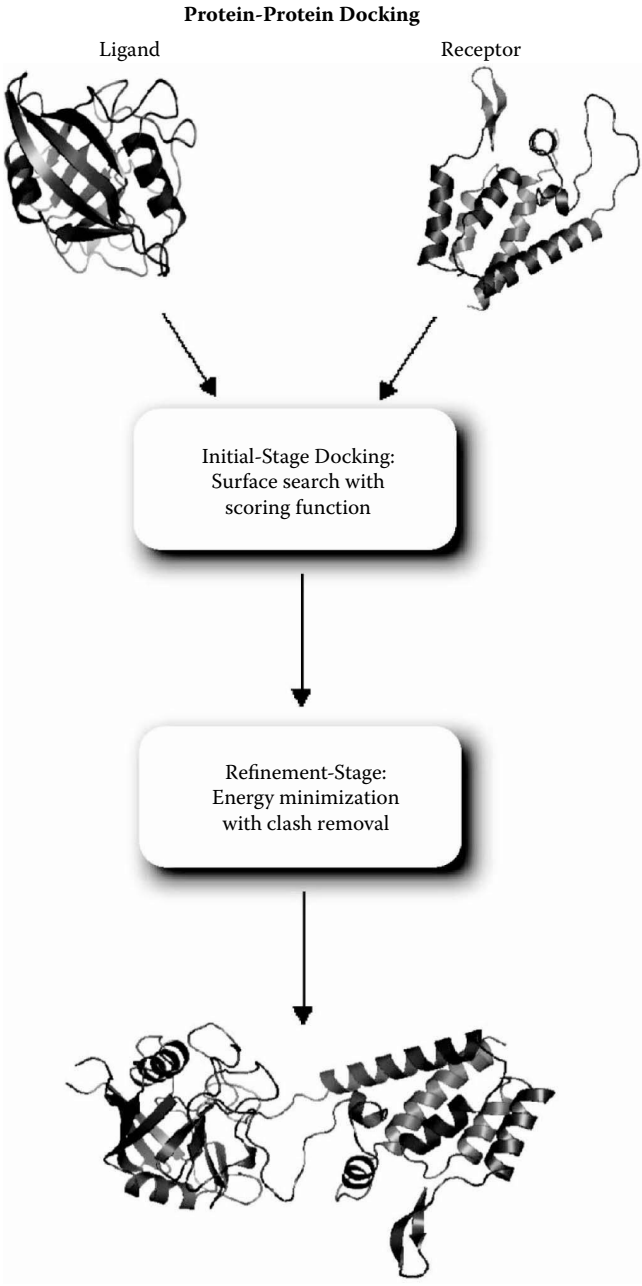 Protein-Protein Docking
Ligand
Receptor
Initial-Stage Docking:
Surface search with
scoring function
Refinement-Stage:
Energy minimization
with clash removal